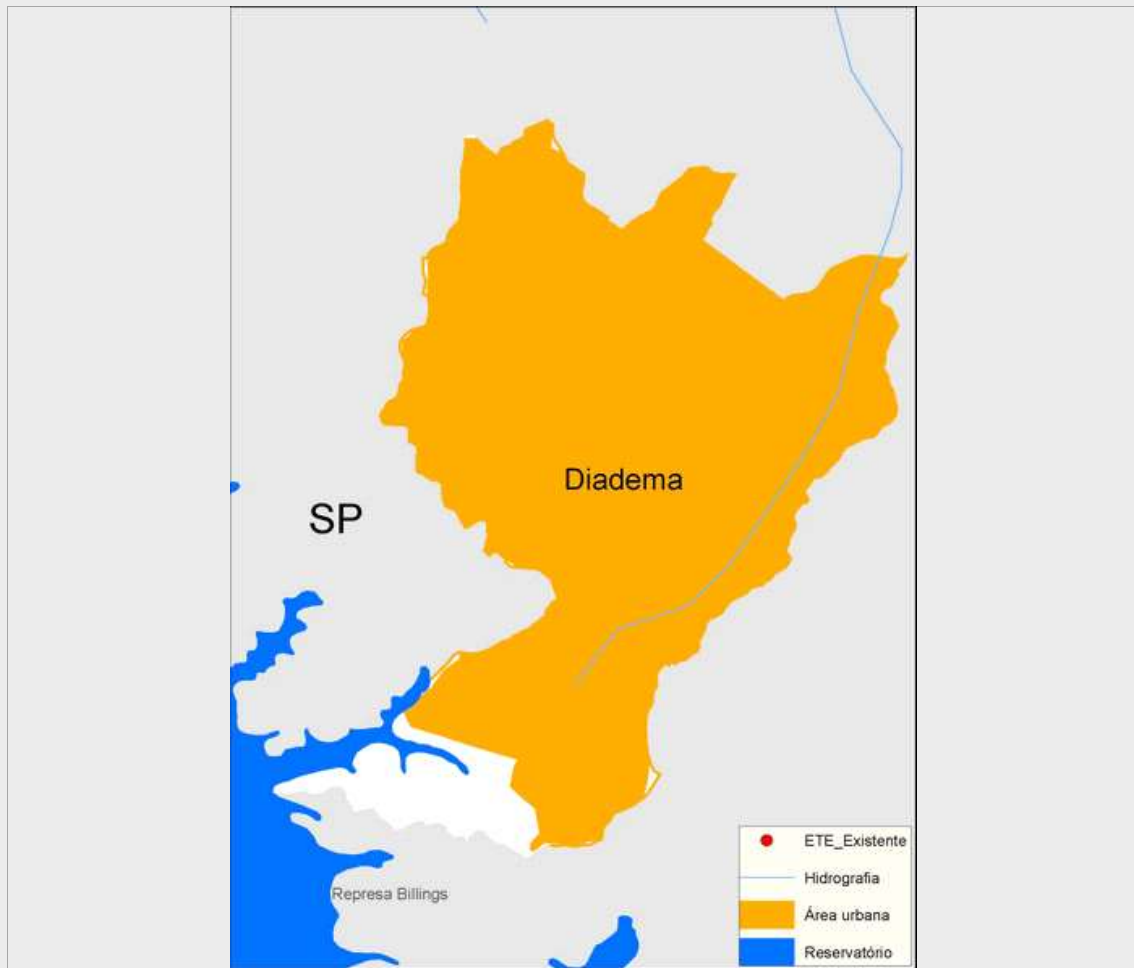 Diadema
SP
Represa Billings
ETE_Existente
Hidrografia
Área urbana
Reservatório